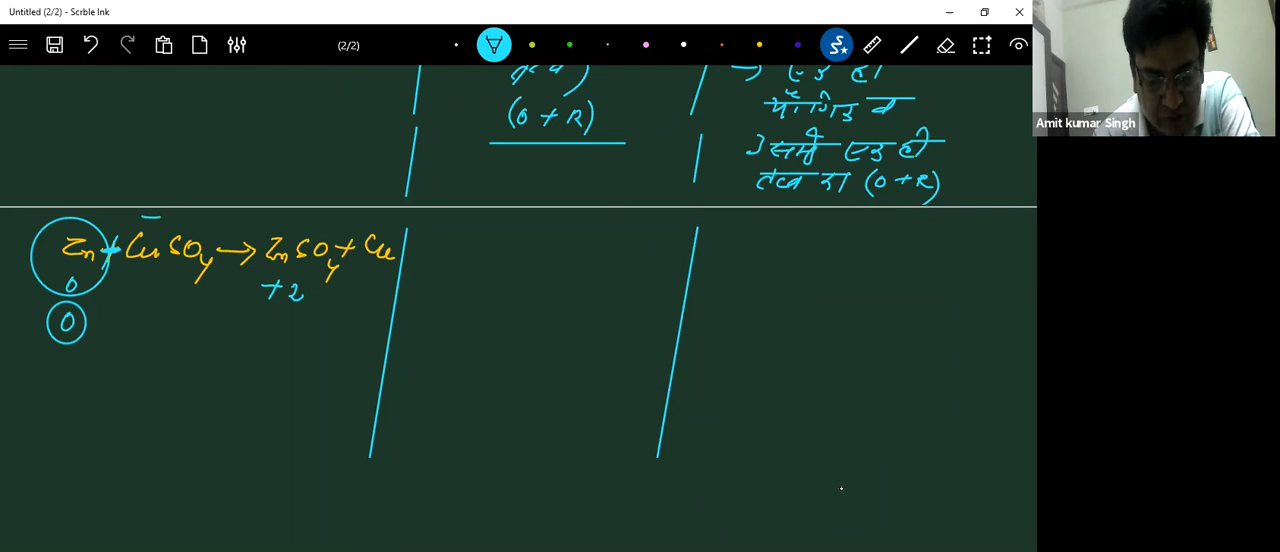 Untitled (2/2) - Scrble Ink
(2/2)
Amit kumar Singh
(O + R)
एक ही
यौगिक के
उसमें एक ही
तत्व का (O + R)
Zn + CuSO4 → ZnSO4 + Cu
0
+2
O